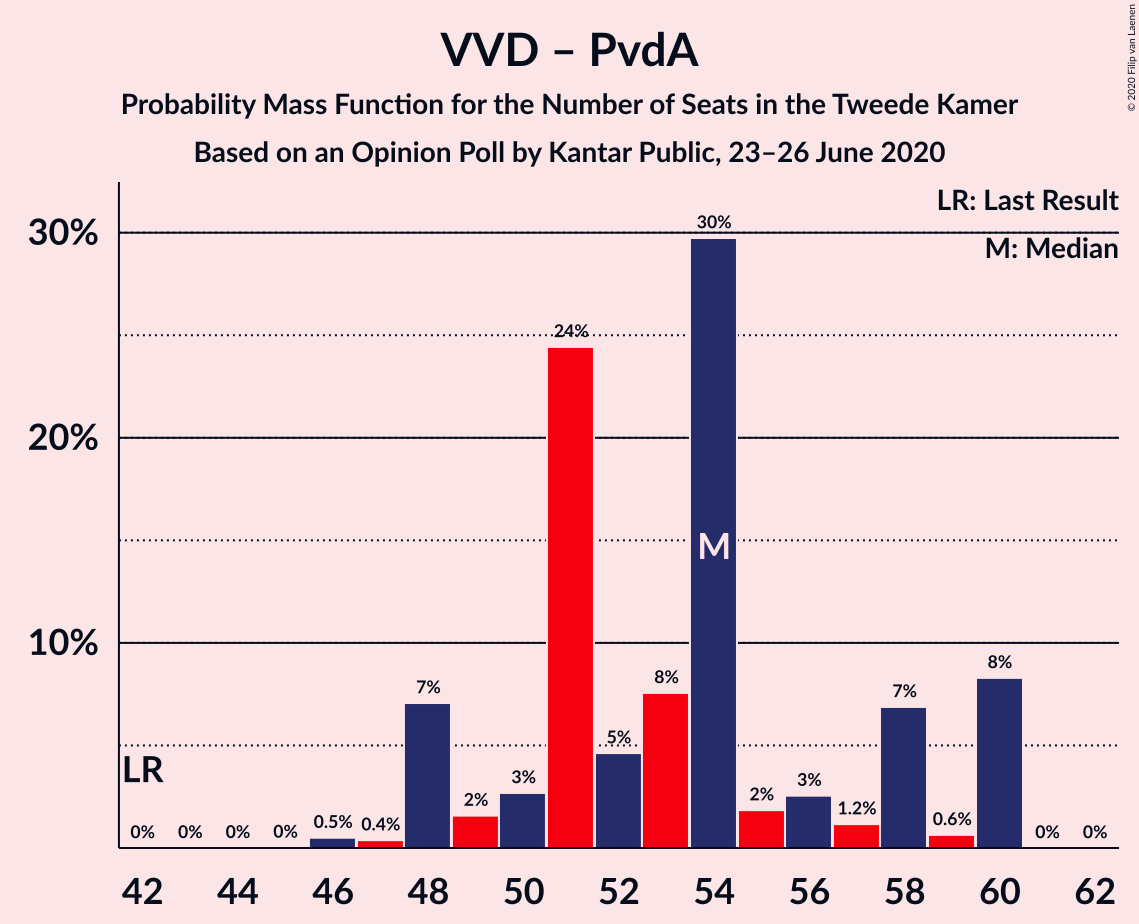 VVD – PvdA
Probability Mass Function for the Number of Seats in the Tweede Kamer
Based on an Opinion Poll by Kantar Public, 23–26 June 2020
© 2020 Filip van Laenen
LR: Last Result
M: Median
30%
20%
10%
LR
M
0% 0% 0% 0% 0.5% 0.4% 7% 2% 3% 24% 5% 8% 30% 2% 3% 1.2% 7% 0.6% 8% 0% 0%
42 44 46 48 50 52 54 56 58 60 62